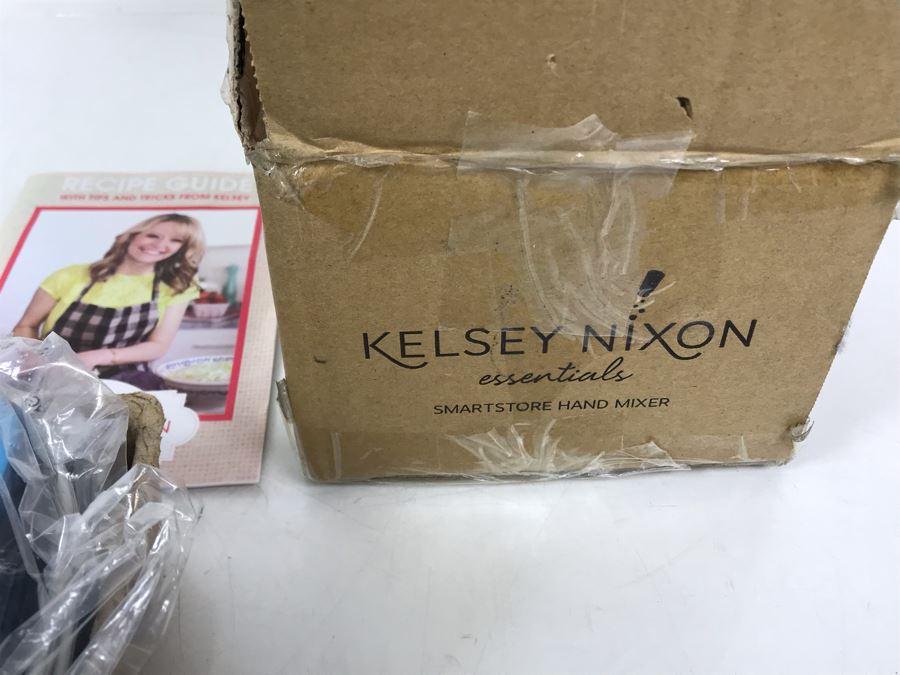 RECIPE GUIDE
WITH TIPS AND TRICKS FROM KELSEY
KELSEY NIXON
essentials
SMARTSTORE HAND MIXER